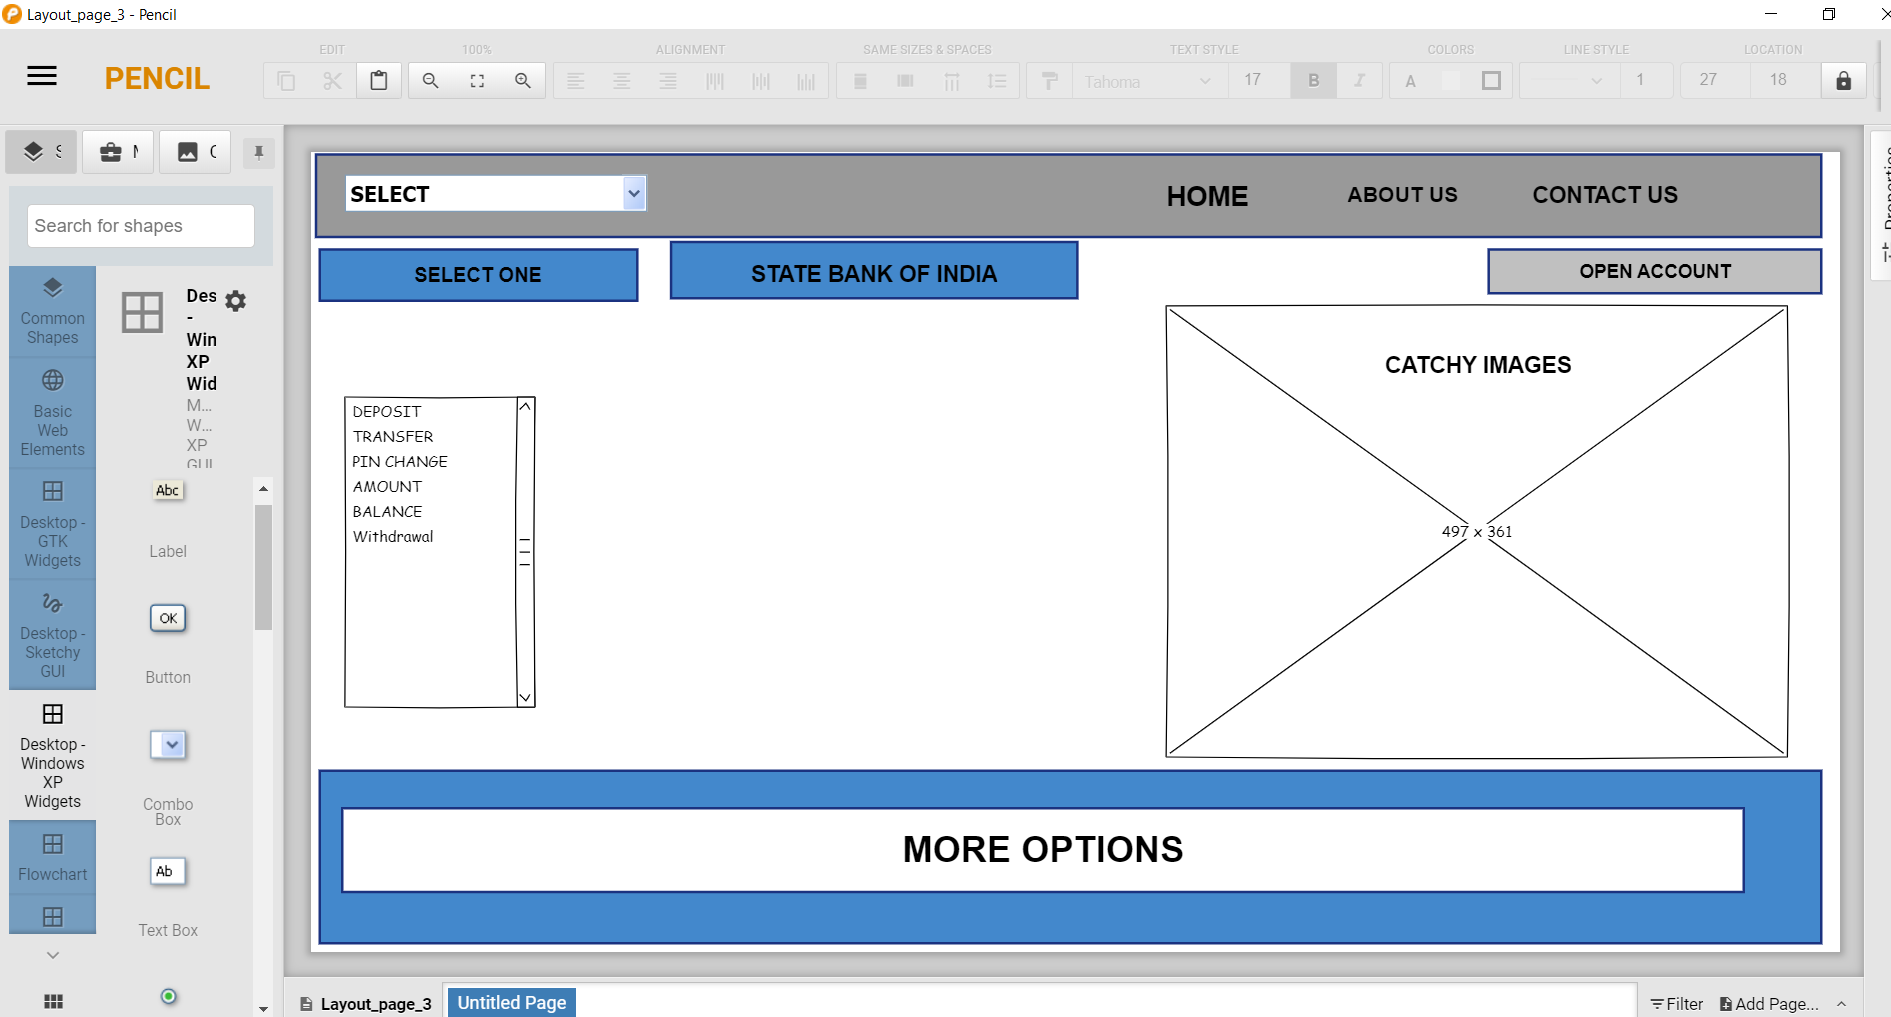 Layout_page_3 - Pencil
EDIT
100%
ALIGNMENT
SAME SIZES & SPACES
TEXT STYLE
COLORS
LINE STYLE
LOCATION
PENCIL
Tahoma
17
B
I
A
1
27
18
Search for shapes
Common
Shapes
Basic
Web
Elements
Desktop -
GTK
Widgets
Desktop -
Sketchy
GUI
Desktop -
Windows
XP
Widgets
Flowchart
Des
-
Win
XP
Wid
M...
W...
XP
GUI
Abc
Label
OK
Button
Combo
Box
Ab
Text Box
SELECT
HOME
ABOUT US
CONTACT US
SELECT ONE
STATE BANK OF INDIA
OPEN ACCOUNT
CATCHY IMAGES
DEPOSIT
TRANSFER
PIN CHANGE
AMOUNT
BALANCE
Withdrawal
497 x 361
MORE OPTIONS
Properties
Layout_page_3
Untitled Page
Filter
Add Page...